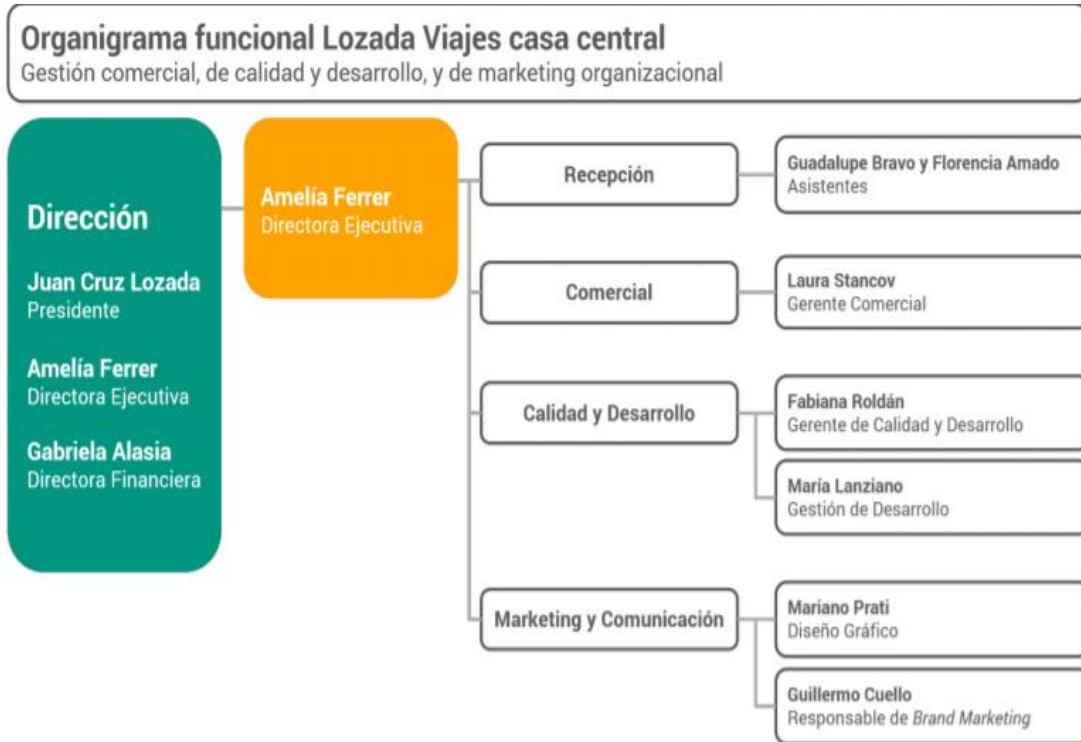 Organigrama funcional Lozada Viajes casa central
Gestión comercial, de calidad y desarrollo, y de marketing organizacional
Dirección
Juan Cruz Lozada
Presidente
Amelía Ferrer
Directora Ejecutiva
Gabriela Alasia
Directora Financiera
Amelía Ferrer
Directora Ejecutiva
Recepción
Guadalupe Bravo y Florencia Amado
Asistentes
Comercial
Laura Stancov
Gerente Comercial
Calidad y Desarrollo
Fabiana Roldán
Gerente de Calidad y Desarrollo
María Lanziano
Gestión de Desarrollo
Marketing y Comunicación
Mariano Prati
Diseño Gráfico
Guillermo Cuello
Responsable de Brand Marketing